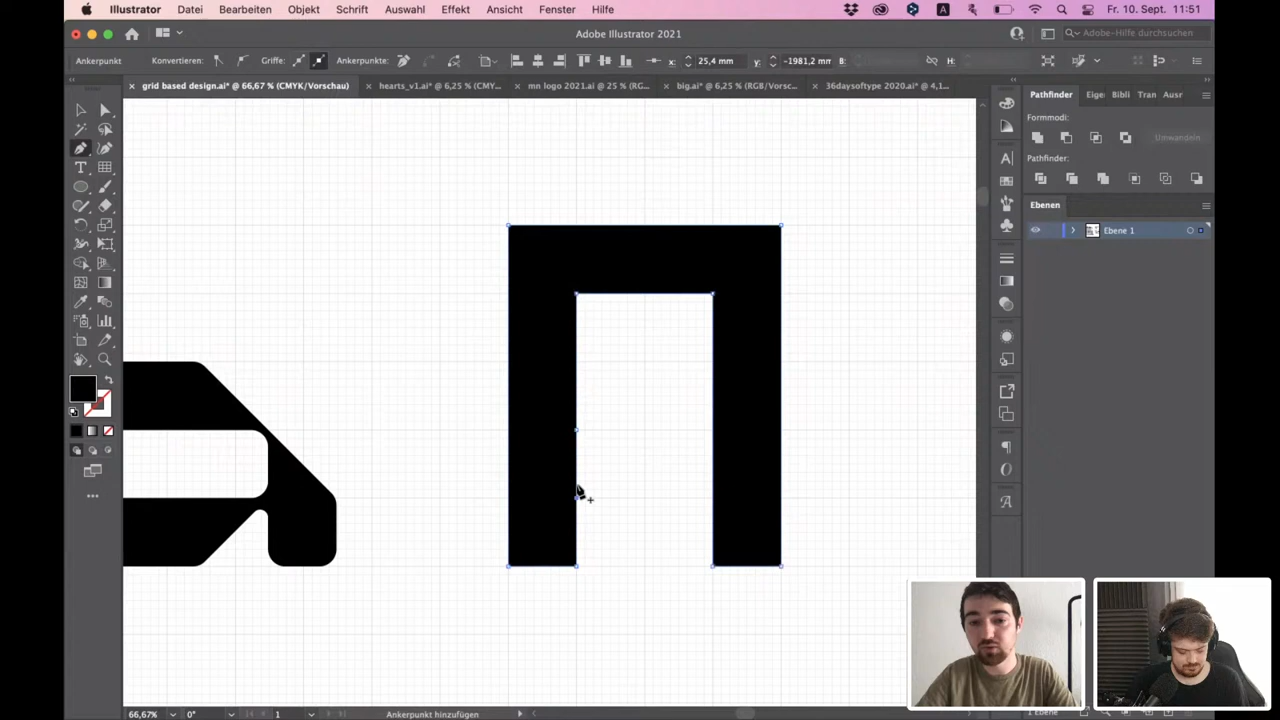 Illustrator Datei Bearbeiten Objekt Schrift Auswahl Effekt Ansicht Fenster Hilfe A Fr. 10. Sept. 11:51
Adobe Illustrator 2021
Adobe-Hilfe durchsuchen
Ankerpunkt Konvertieren: Griffe: Ankerpunkte: x: 25,4 mm y: -1981,2 mm B: H:
× grid based design.ai* @ 66,67 % (CMYK/Vorschau) × hearts_v1.ai* @ 6,25 % (CMY... × mn logo 2021.ai @ 25 % (RG... × big.ai* @ 6,25 % (RGB/Vorsc... × 36daysoftype 2020.ai* @ 4,1...
Pathfinder Eige Bibli Tran Ausr
Formmodi:
Umwandeln
Pathfinder:
Ebenen
Ebene 1
66,67% 0° 1 Ankerpunkt hinzufügen
1 Ebene